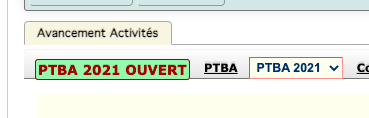 Avancement Activités
PTBA 2021 OUVERT PTBA PTBA 2021